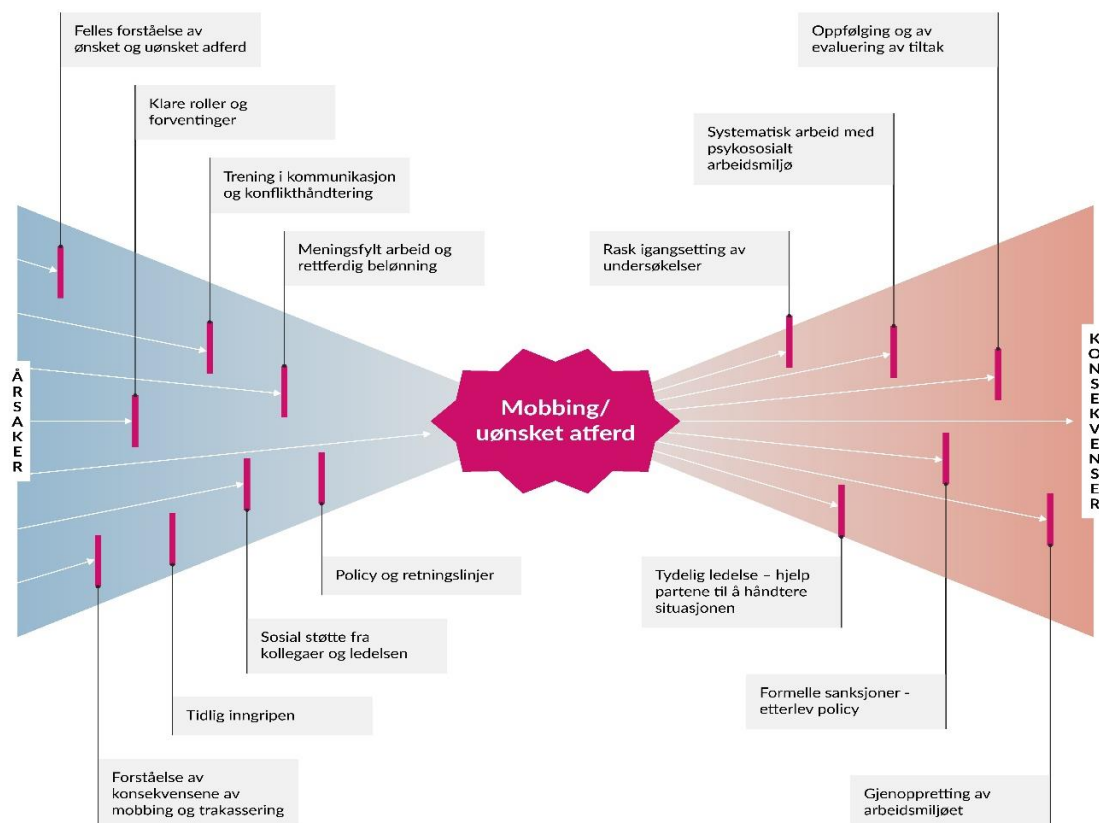 Felles forståelse av
ønsket og uønsket adferd
Klare roller og
forventinger
Trening i kommunikasjon
og konflikthåndtering
Meningsfylt arbeid og
rettferdig belønning
Oppfølging og av
evaluering av tiltak
Systematisk arbeid med
psykososialt
arbeidsmiljø
Rask igangsetting av
undersøkelser
ÅRSAKER
Mobbing/
uønsket atferd
KONSEKVENSER
Policy og retningslinjer
Sosial støtte fra
kollegaer og ledelsen
Tidlig inngripen
Forståelse av
konsekvensene av
mobbing og trakassering
Tydelig ledelse – hjelp
partene til å håndtere
situasjonen
Formelle sanksjoner -
etterlev policy
Gjenoppretting av
arbeidsmiljøet